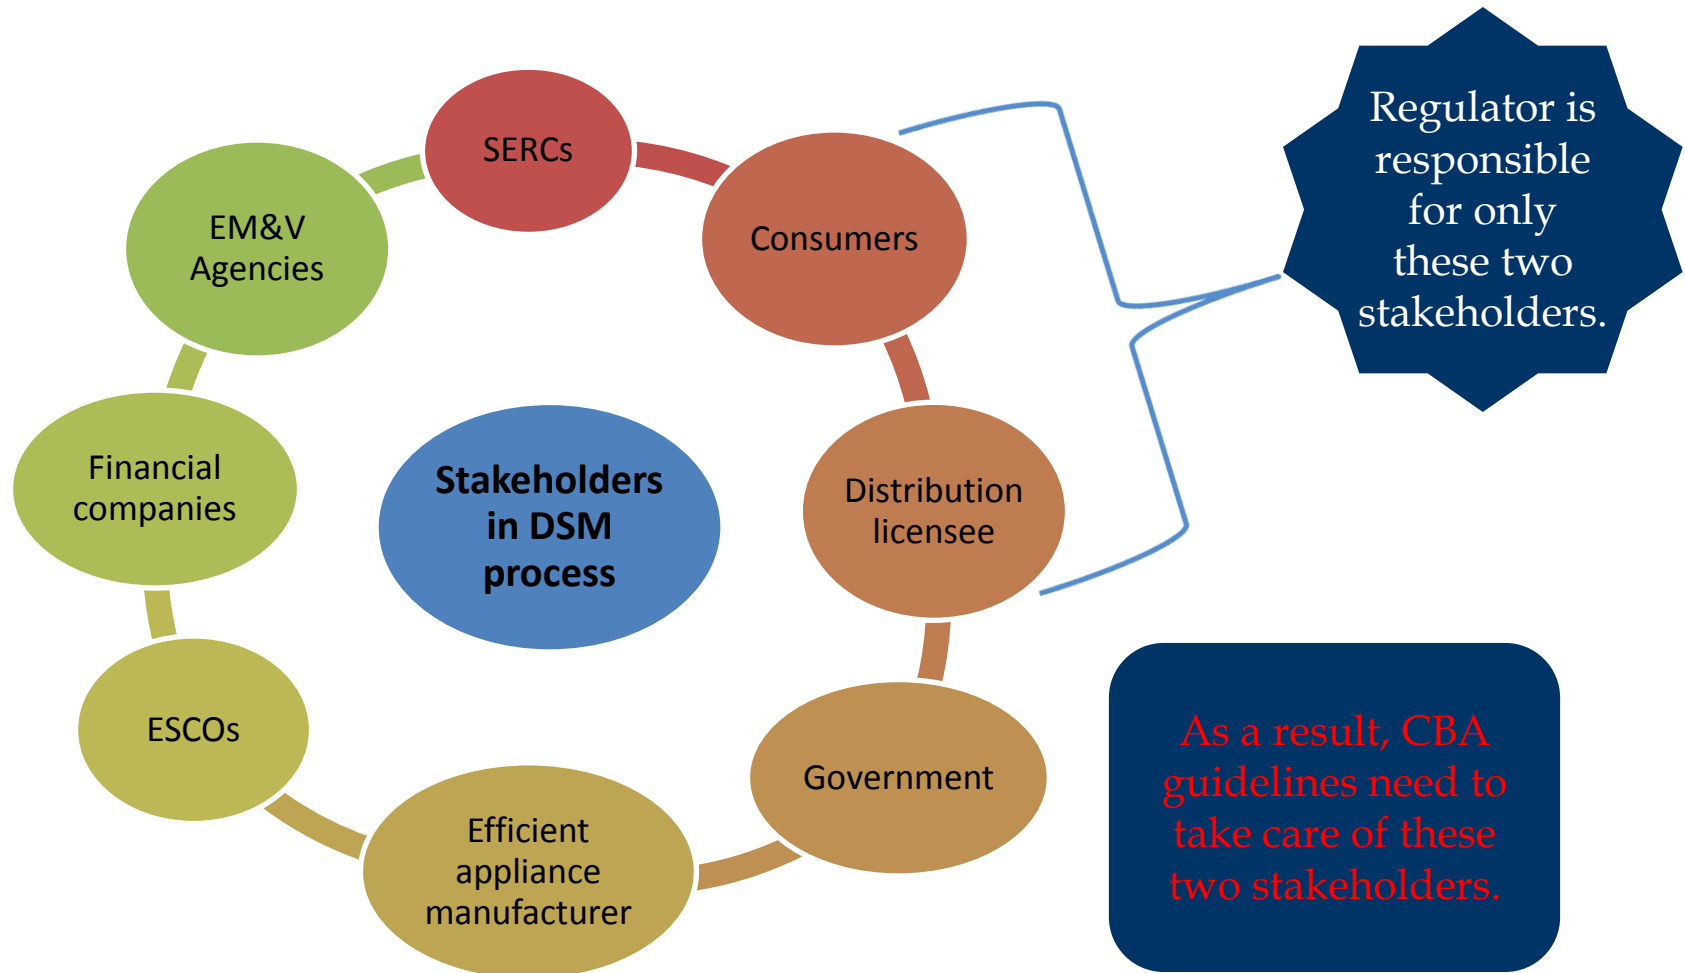 SERCs
Consumers
Distribution
licensee
Government
Efficient
appliance
manufacturer
ESCOs
Financial
companies
EM&V
Agencies
Stakeholders
in DSM
process
Regulator is
responsible
for only
these two
stakeholders.
As a result, CBA
guidelines need to
take care of these
two stakeholders.